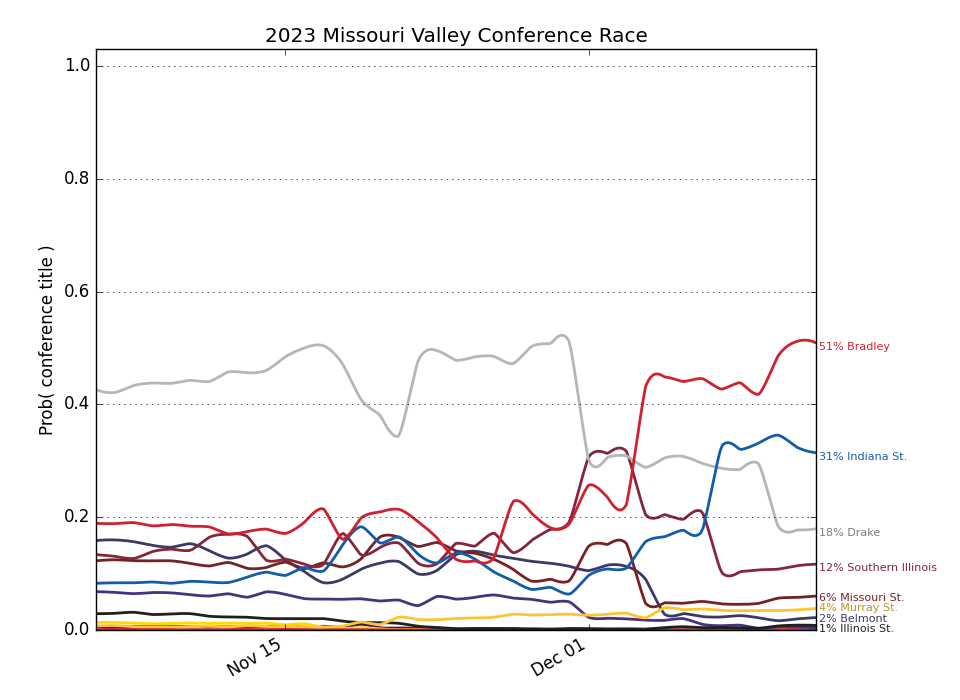 2023 Missouri Valley Conference Race
Prob( conference title )
1.0
0.8
0.6
0.4
0.2
0.0
Nov 15
Dec 01
51% Bradley
31% Indiana St.
18% Drake
12% Southern Illinois
6% Missouri St.
4% Murray St.
2% Belmont
1% Illinois St.